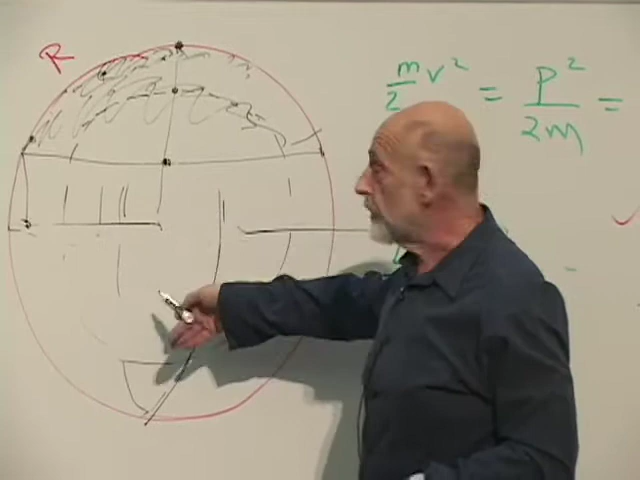 R
m/2 v² = p²/2m =